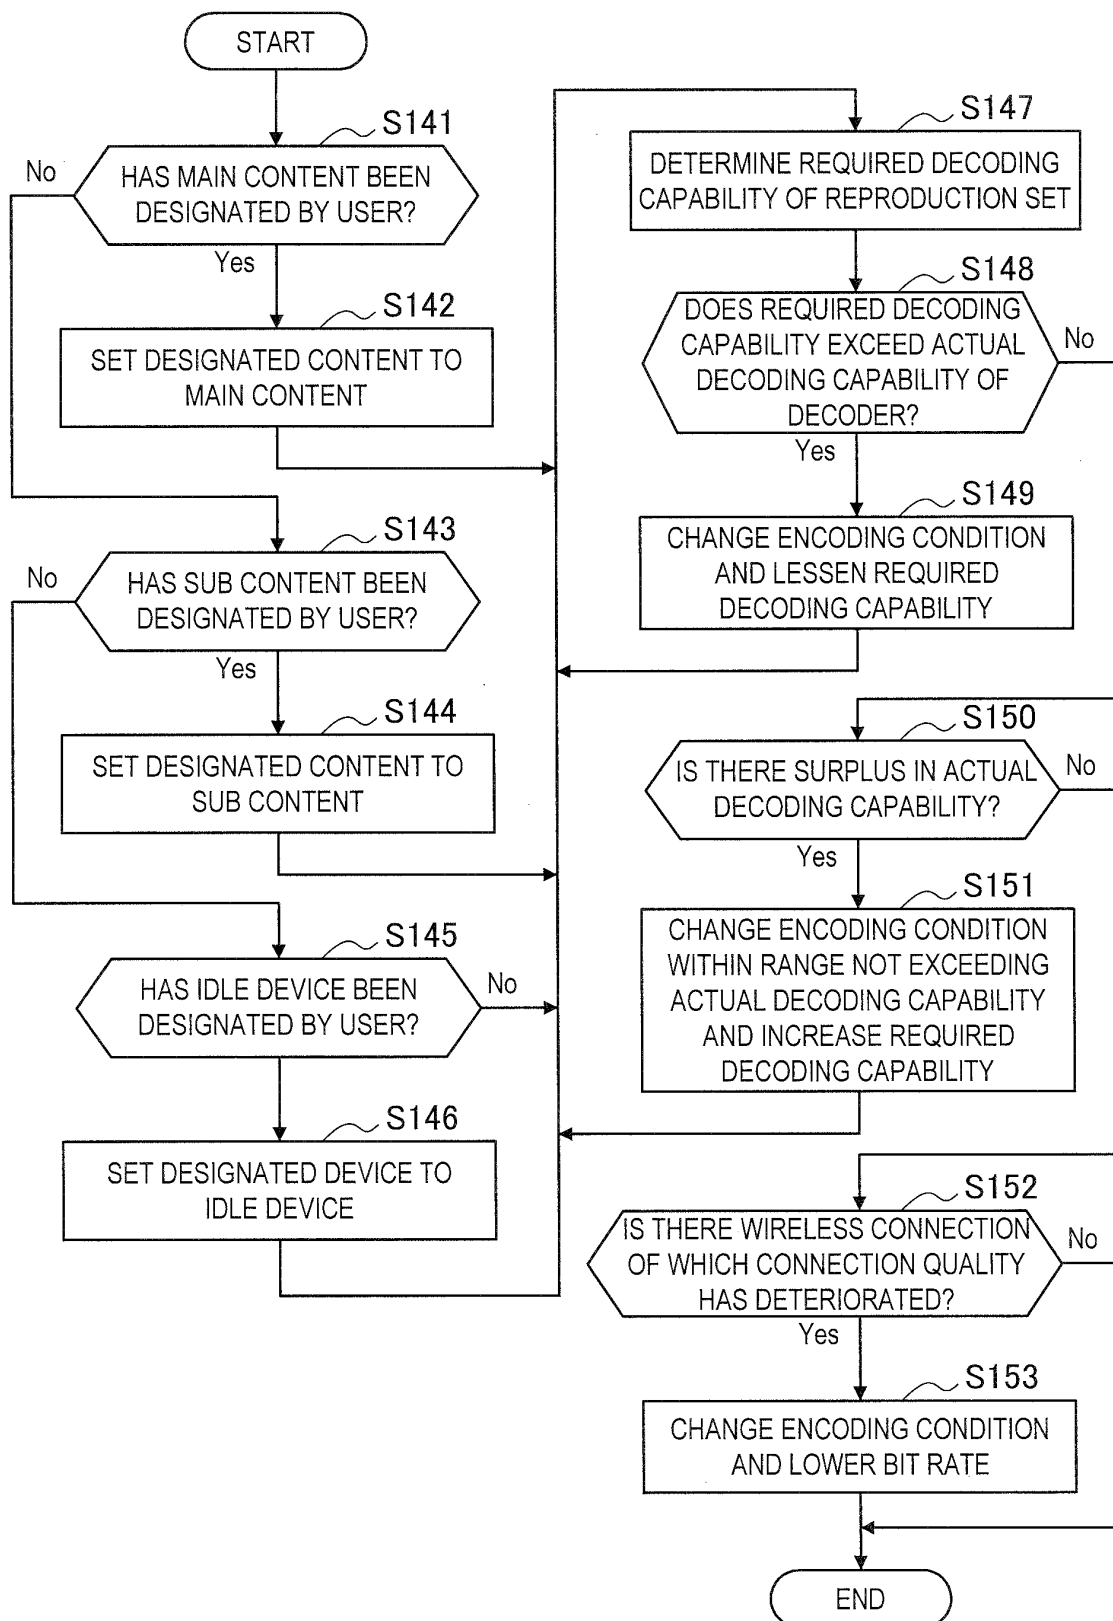 START
S141
No
HAS MAIN CONTENT BEEN
DESIGNATED BY USER?
Yes
S142
SET DESIGNATED CONTENT TO
MAIN CONTENT
S143
No
HAS SUB CONTENT BEEN
DESIGNATED BY USER?
Yes
S144
SET DESIGNATED CONTENT TO
SUB CONTENT
S145
HAS IDLE DEVICE BEEN
DESIGNATED BY USER?
No
S146
SET DESIGNATED DEVICE TO
IDLE DEVICE
S147
DETERMINE REQUIRED DECODING
CAPABILITY OF REPRODUCTION SET
S148
DOES REQUIRED DECODING
CAPABILITY EXCEED ACTUAL
DECODING CAPABILITY OF
DECODER?
No
Yes
S149
CHANGE ENCODING CONDITION
AND LESSEN REQUIRED
DECODING CAPABILITY
S150
IS THERE SURPLUS IN ACTUAL
DECODING CAPABILITY?
No
Yes
S151
CHANGE ENCODING CONDITION
WITHIN RANGE NOT EXCEEDING
ACTUAL DECODING CAPABILITY
AND INCREASE REQUIRED
DECODING CAPABILITY
S152
IS THERE WIRELESS CONNECTION
OF WHICH CONNECTION QUALITY
HAS DETERIORATED?
No
Yes
S153
CHANGE ENCODING CONDITION
AND LOWER BIT RATE
END